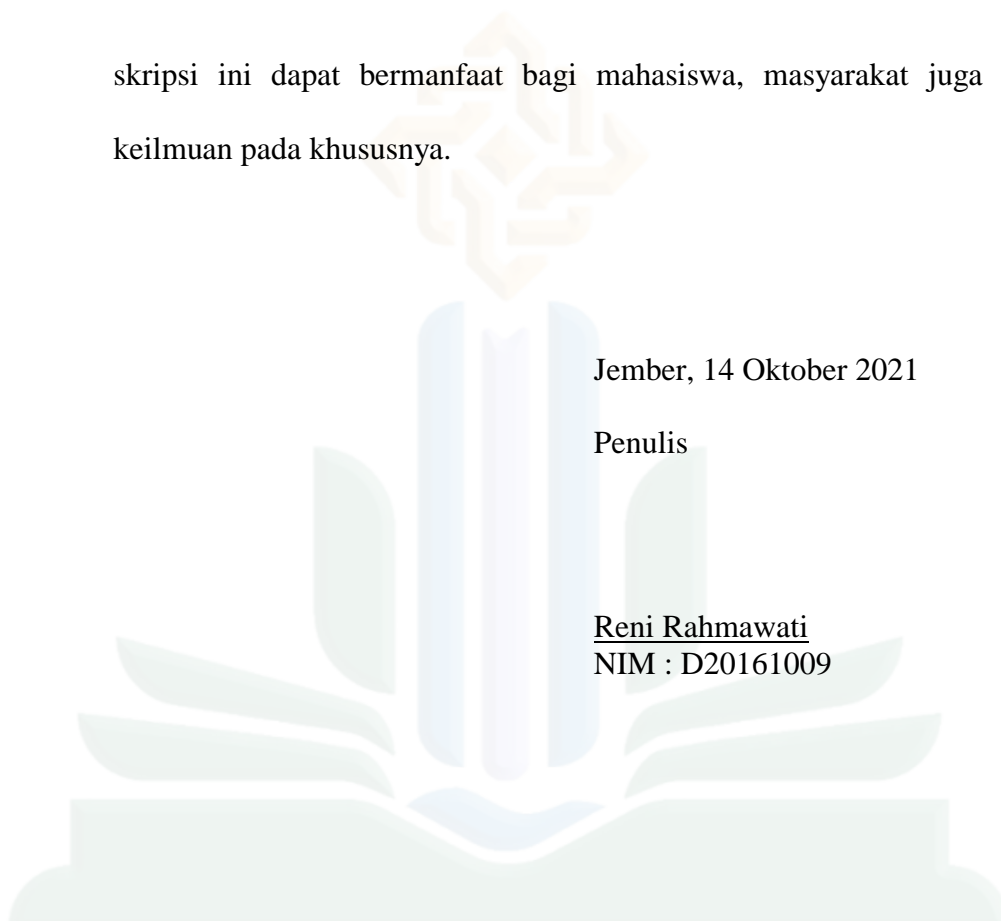 skripsi ini dapat bermanfaat bagi mahasiswa, masyarakat juga
keilmuan pada khususnya.
Jember, 14 Oktober 2021
Penulis
Reni Rahmawati
NIM : D20161009